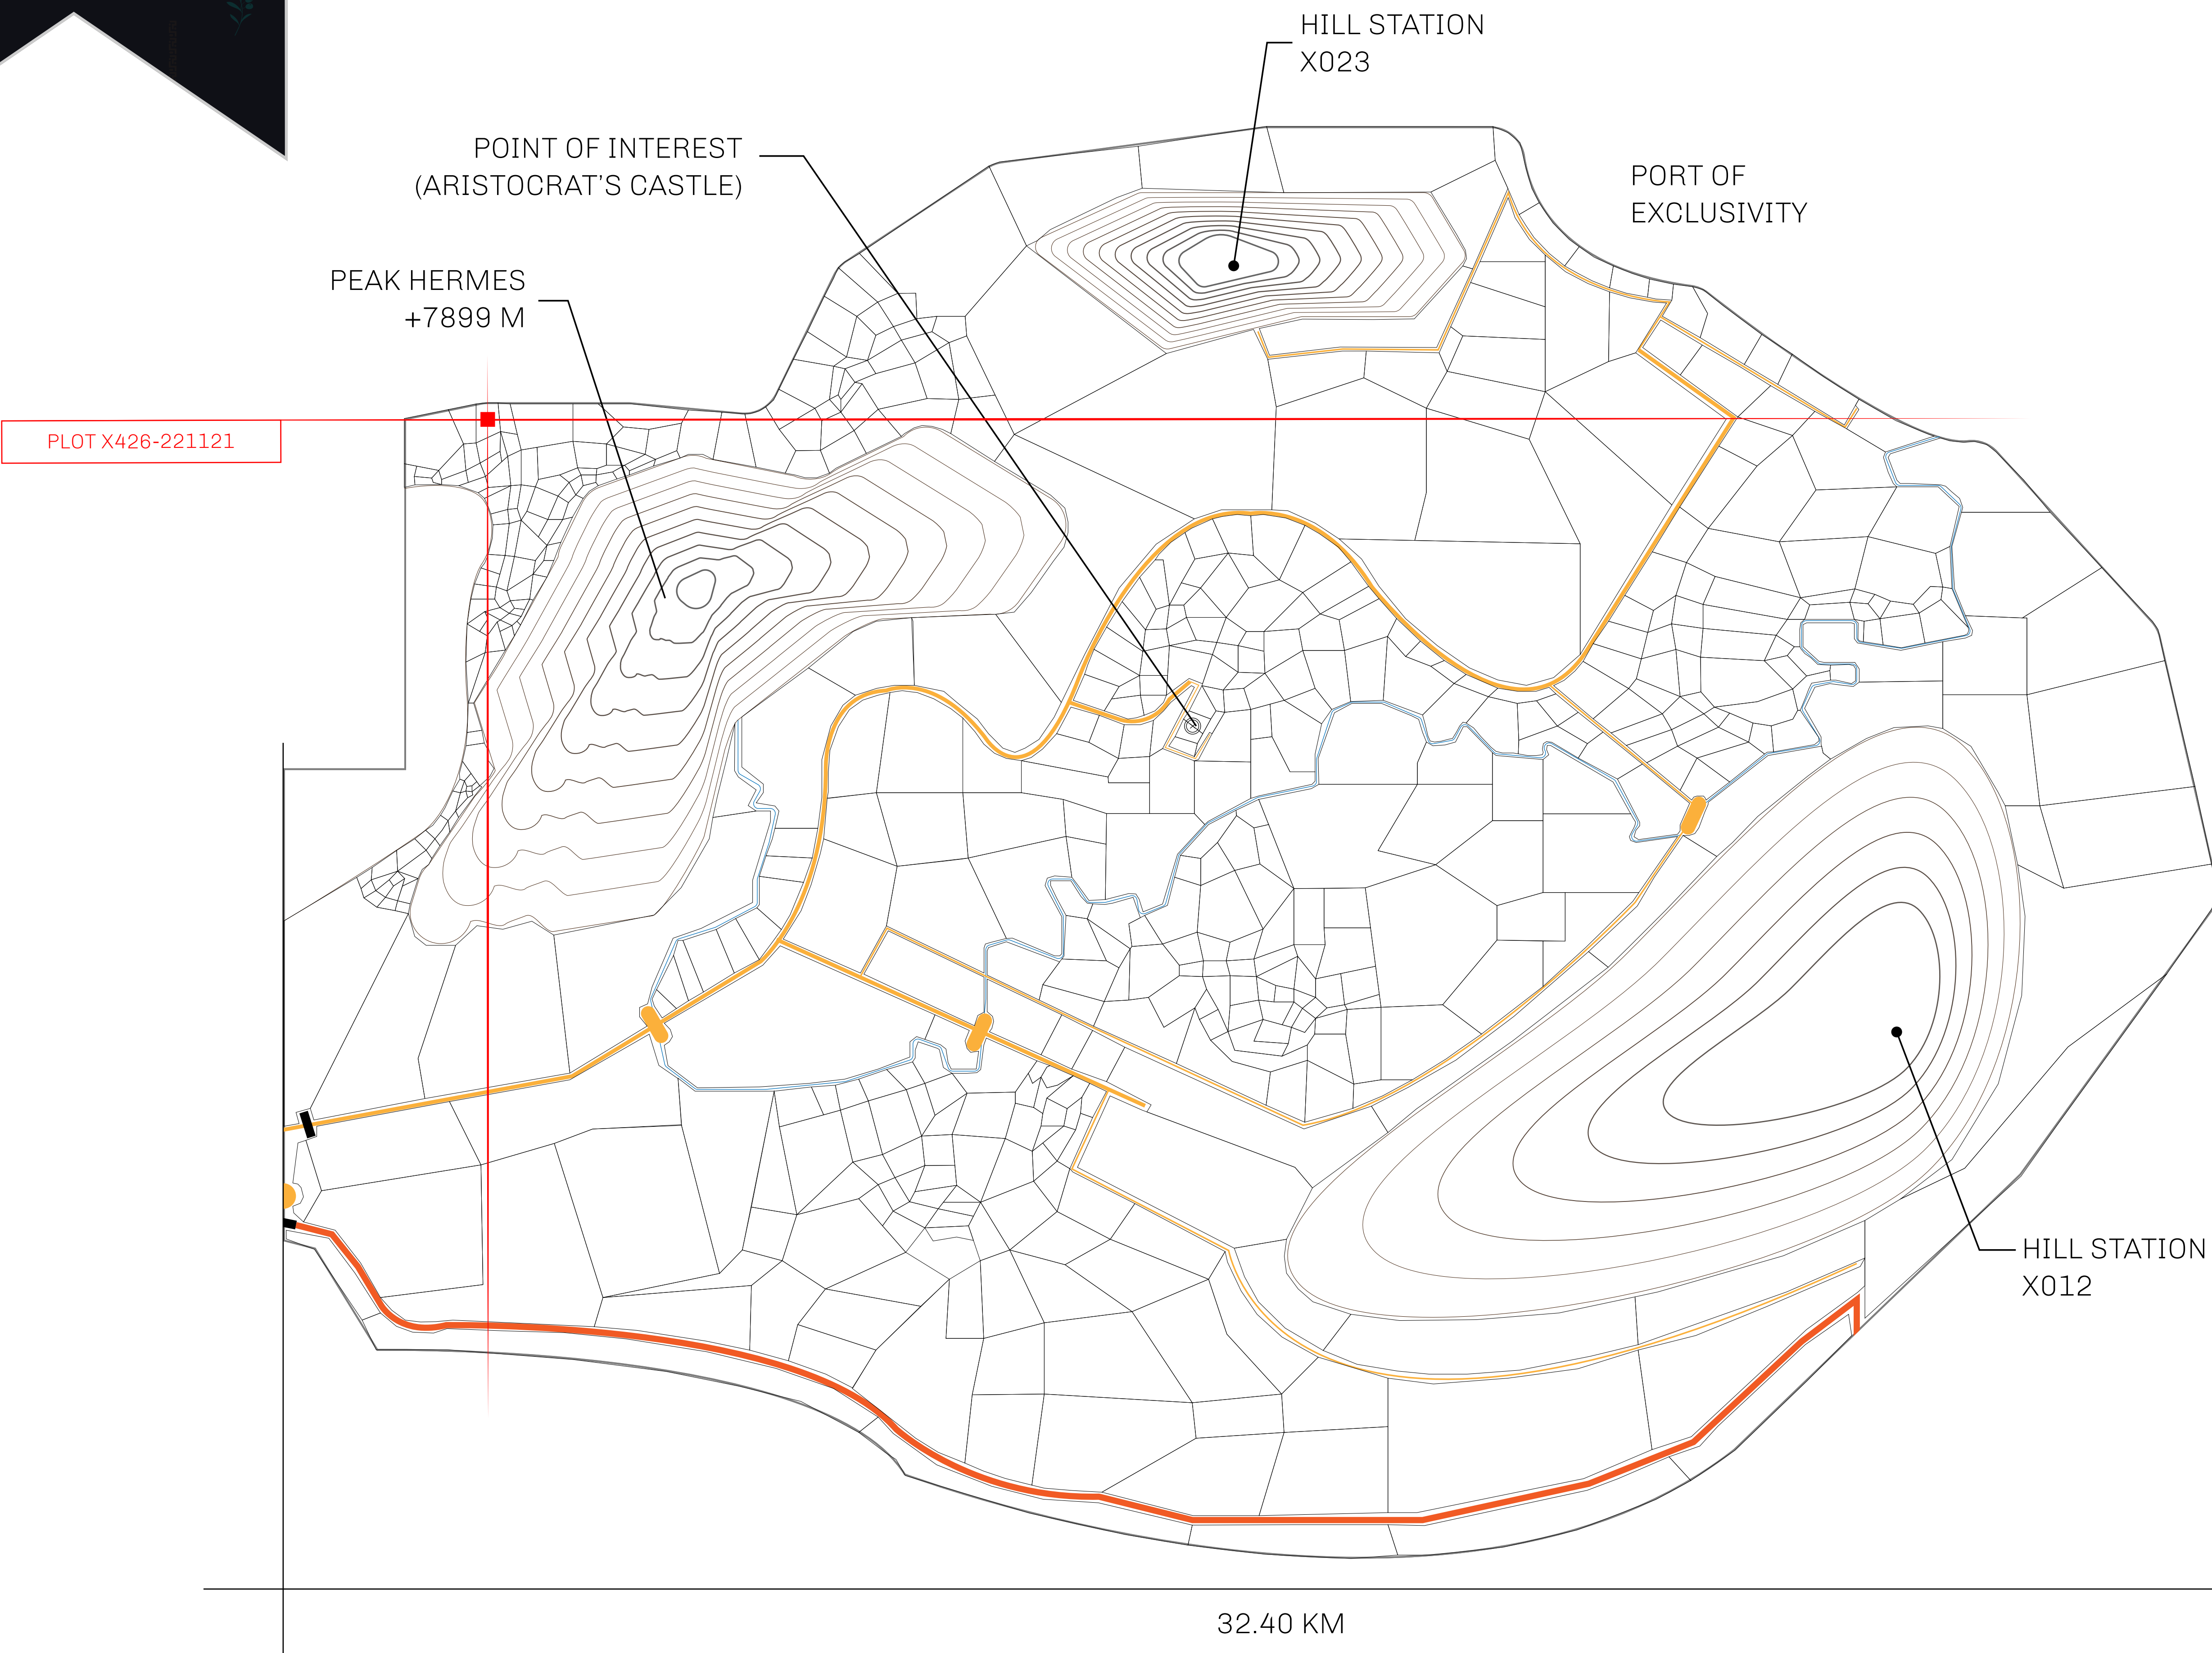 HILL STATION
X023
POINT OF INTEREST
(ARISTOCRAT'S CASTLE)
PORT OF
EXCLUSIVITY
PEAK HERMES
+7899 M
PLOT X426-221121
HILL STATION
X012
32.40 KM